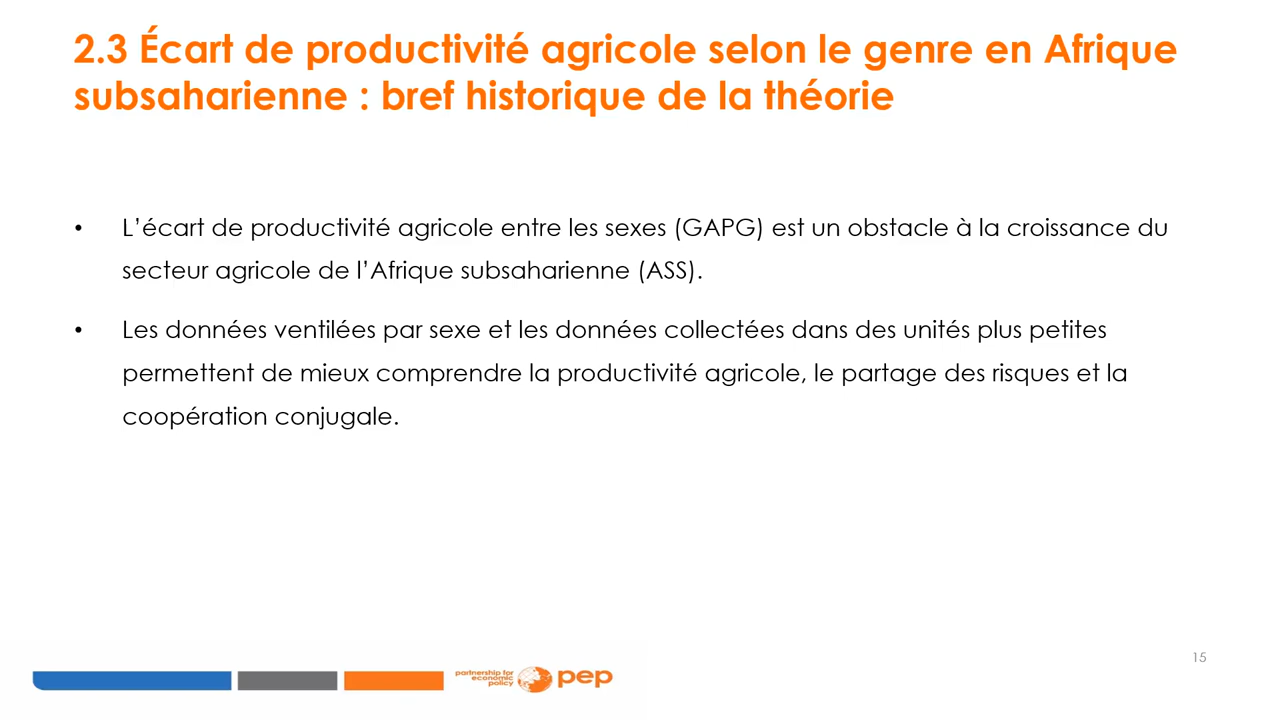 2.3 Écart de productivité agricole selon le genre en Afrique
subsaharienne : bref historique de la théorie
• L’écart de productivité agricole entre les sexes (GAPG) est un obstacle à la croissance du
secteur agricole de l’Afrique subsaharienne (ASS).
• Les données ventilées par sexe et les données collectées dans des unités plus petites
permettent de mieux comprendre la productivité agricole, le partage des risques et la
coopération conjugale.
15
partnership for
economic
policy
pep